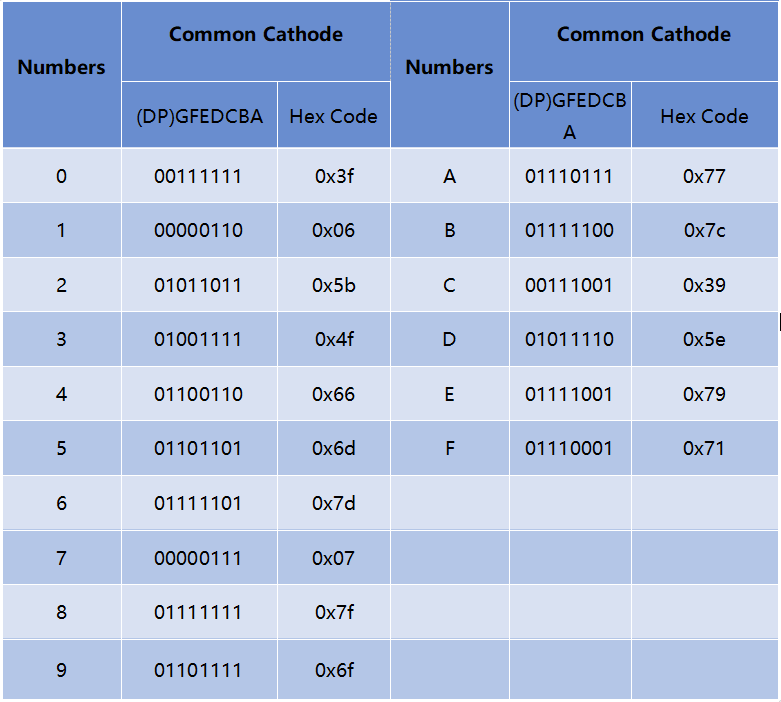 Numbers Common Cathode Numbers Common Cathode
(DP)GFEDCBA Hex Code (DP)GFEDCB Hex Code
A
0 00111111 0x3f A 01110111 0x77
1 00000110 0x06 B 01111100 0x7c
2 01011011 0x5b C 00111001 0x39
3 01001111 0x4f D 01011110 0x5e
4 01100110 0x66 E 01111001 0x79
5 01101101 0x6d F 01110001 0x71
6 01111101 0x7d
7 00000111 0x07
8 01111111 0x7f
9 01101111 0x6f